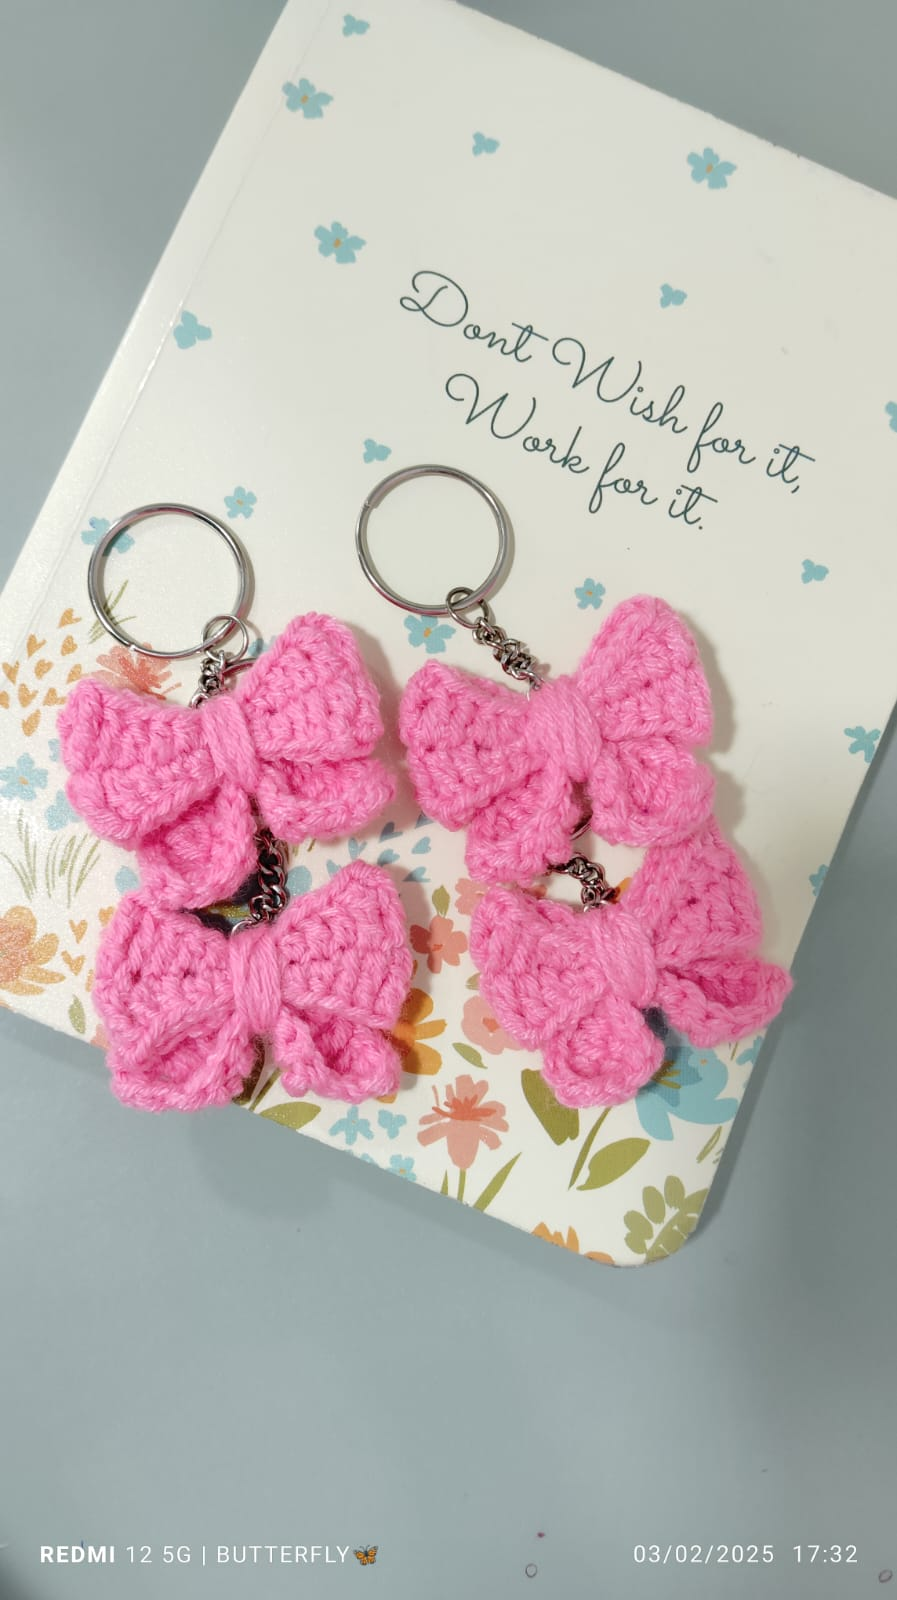 Dont Wish for it,
Work for it.
REDMI 12 5G | BUTTERFLY🦋
03/02/2025 17:32